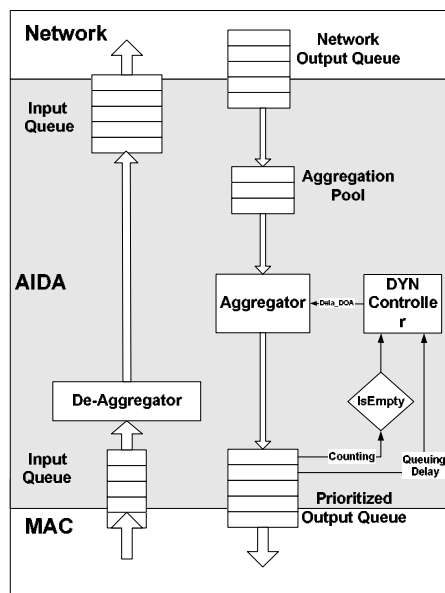 Network
Network
Output Queue
Input
Queue
Aggregation
Pool
AIDA
Aggregator
Dela_DOA
DYN
Controlle
r
De-Aggregator
IsEmpty
Input
Queue
Counting
Queuing
Delay
MAC
Prioritized
Output Queue